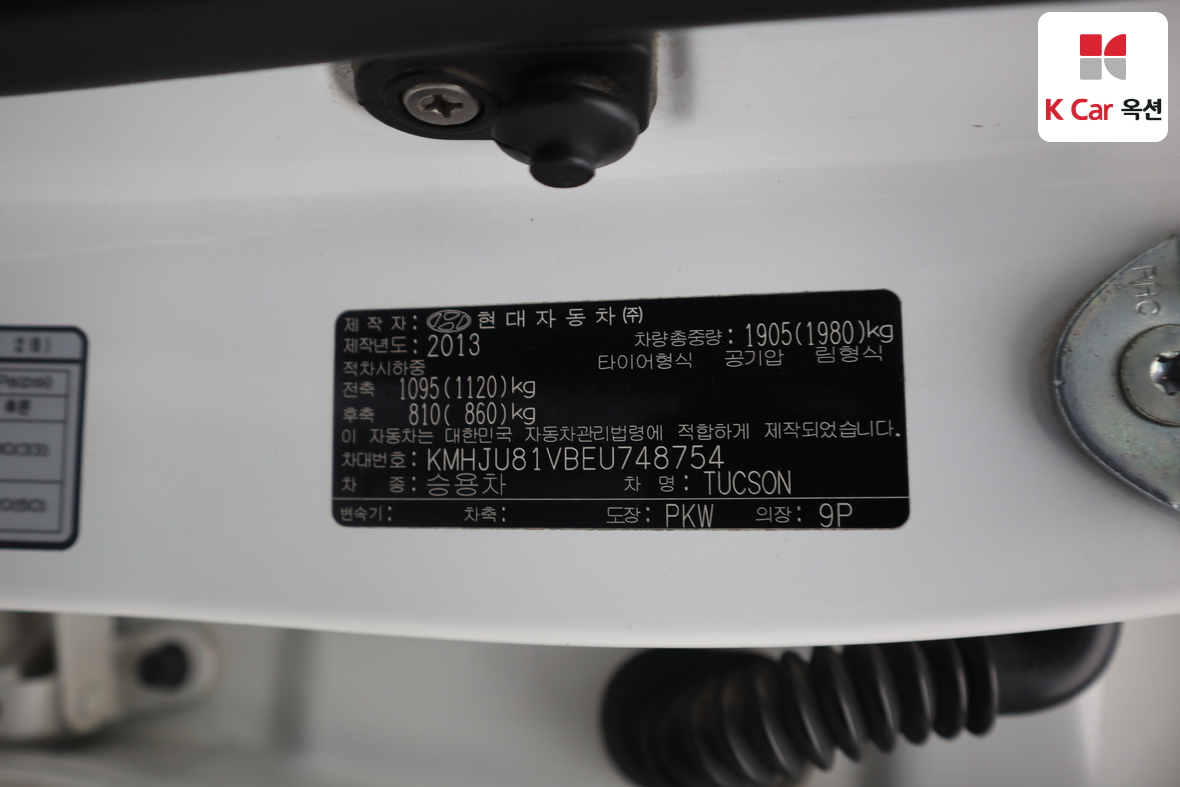 K Car 옥션
제 작 자 : 현대자동차㈜
제작년도 : 2013 차량총중량 : 1905(1980)kg
적차시하중 타이어형식 공기압 림형식
전축 1095(1120)kg
후축 810( 860)kg
이 자동차는 대한민국 자동차관리법령에 적합하게 제작되었습니다.
차대번호 : KMHJU81VBEU748754
차 종 : 승용차 차 명 : TUCSON
변속기 : 차축 : 도장 : PKW 의장 : 9P